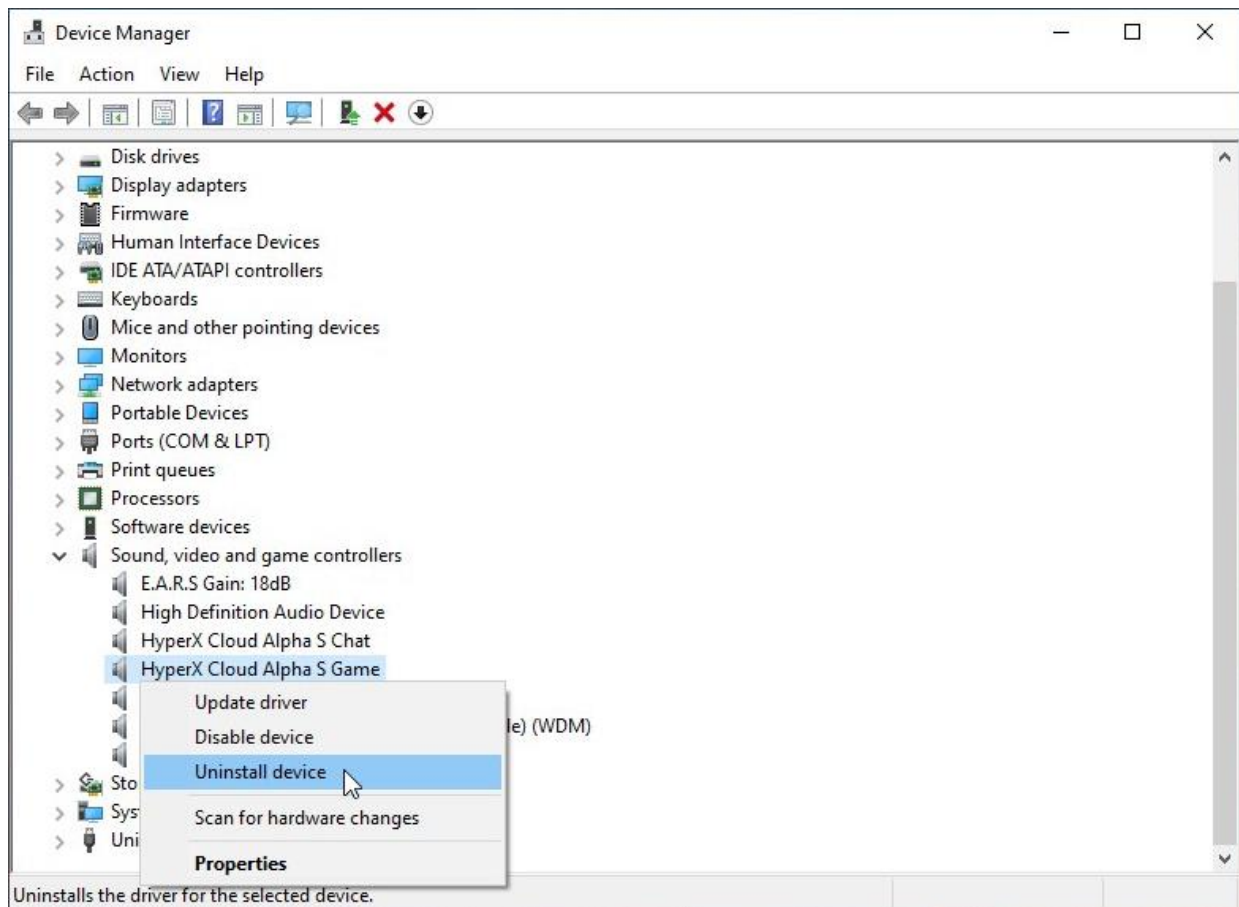 Device Manager
File Action View Help
Disk drives
Display adapters
Firmware
Human Interface Devices
IDE ATA/ATAPI controllers
Keyboards
Mice and other pointing devices
Monitors
Network adapters
Portable Devices
Ports (COM & LPT)
Print queues
Processors
Software devices
Sound, video and game controllers
E.A.R.S Gain: 18dB
High Definition Audio Device
HyperX Cloud Alpha S Chat
HyperX Cloud Alpha S Game
Update driver
le) (WDM)
Disable device
Uninstall device
Sto
Scan for hardware changes
Sys
Uni
Properties
Uninstalls the driver for the selected device.